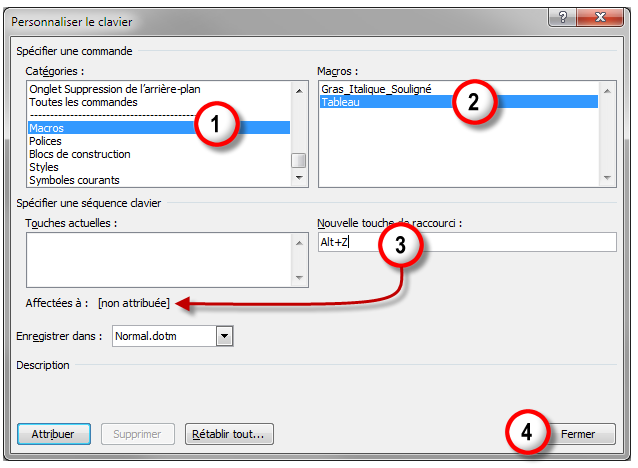 Personnaliser le clavier
?
Spécifier une commande
Catégories :
Macros :
Onglet Suppression de l'arrière-plan
Toutes les commandes
Macros
Polices
Blocs de construction
Styles
Symboles courants
1
Gras_Italique_Souligné
Tableau
2
Spécifier une séquence clavier
Touches actuelles :
Nouvelle touche de raccourci :
Alt+Z
3
Affectées à : [non attribuée]
Enregistrer dans : Normal.dotm
Description
Attribuer
Supprimer
Rétablir tout...
4
Fermer